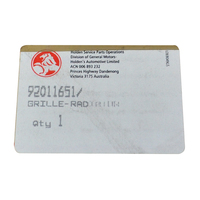 Holden Service Parts Operations
Division of General Motors
Holden's Automotive Limited
ACN 006 893 232
Princes Highway Dandenong
Victoria 3175 Australia
92011651/
GRILLE-RAD
Qty 1